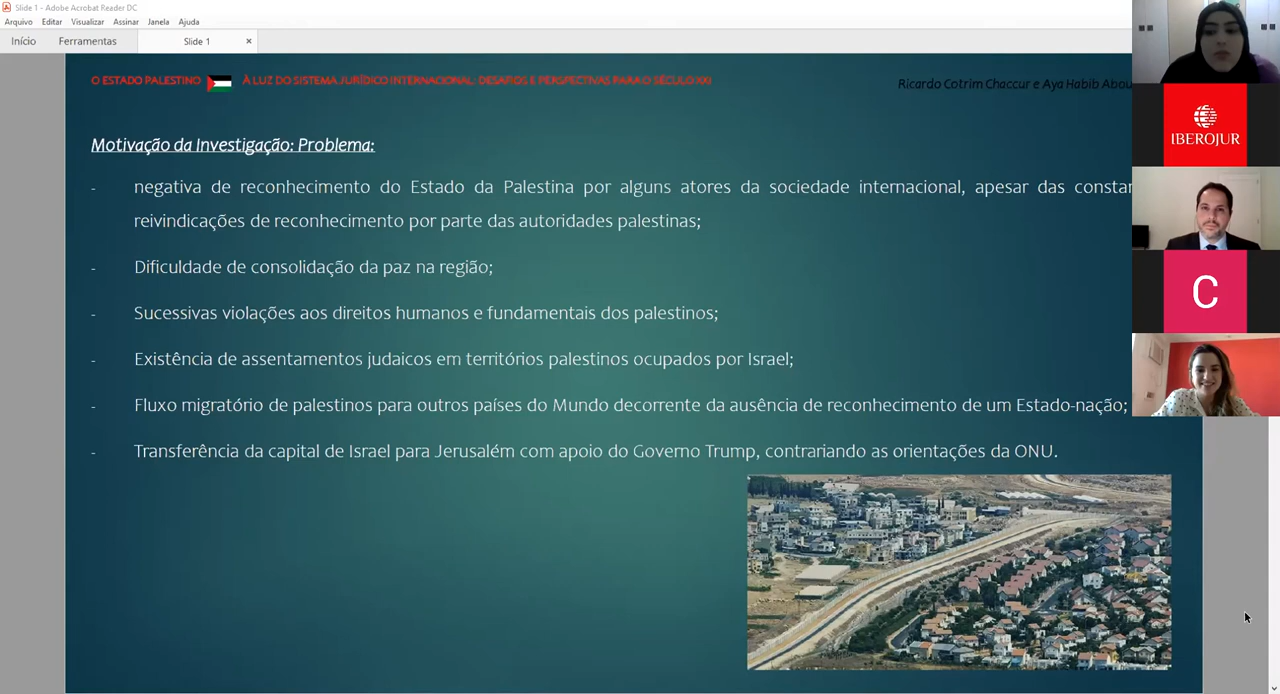 Slide 1 - Adobe Acrobat Reader DC
Arquivo Editar Visualizar Assinar Janela Ajuda
Início Ferramentas Slide 1 ×
O ESTADO PALESTINO À LUZ DO SISTEMA JURÍDICO INTERNACIONAL: DESAFIOS E PERSPECTIVAS PARA O SÉCULO XXI
Ricardo Cotrim Chaccur e Aya Habib Abou
Motivação da Investigação: Problema:
- negativa de reconhecimento do Estado da Palestina por alguns atores da sociedade internacional, apesar das
reivindicações de reconhecimento por parte das autoridades palestinas;
- Dificuldade de consolidação da paz na região;
- Sucessivas violações aos direitos humanos e fundamentais dos palestinos;
- Existência de assentamentos judaicos em territórios palestinos ocupados por Israel;
- Fluxo migratório de palestinos para outros países do Mundo decorrente da ausência de reconhecimento de um Estado-nação;
- Transferência da capital de Israel para Jerusalém com apoio do Governo Trump, contrariando as orientações da ONU.
IBEROJUR
C